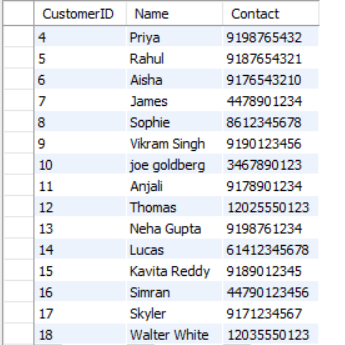 CustomerID Name Contact
4 Priya 9198765432
5 Rahul 9187654321
6 Aisha 9176543210
7 James 4478901234
8 Sophie 8612345678
9 Vikram Singh 9190123456
10 joe goldberg 3467890123
11 Anjali 9178901234
12 Thomas 12025550123
13 Neha Gupta 9198761234
14 Lucas 61412345678
15 Kavita Reddy 9189012345
16 Simran 44790123456
17 Skyler 9171234567
18 Walter White 12035550123